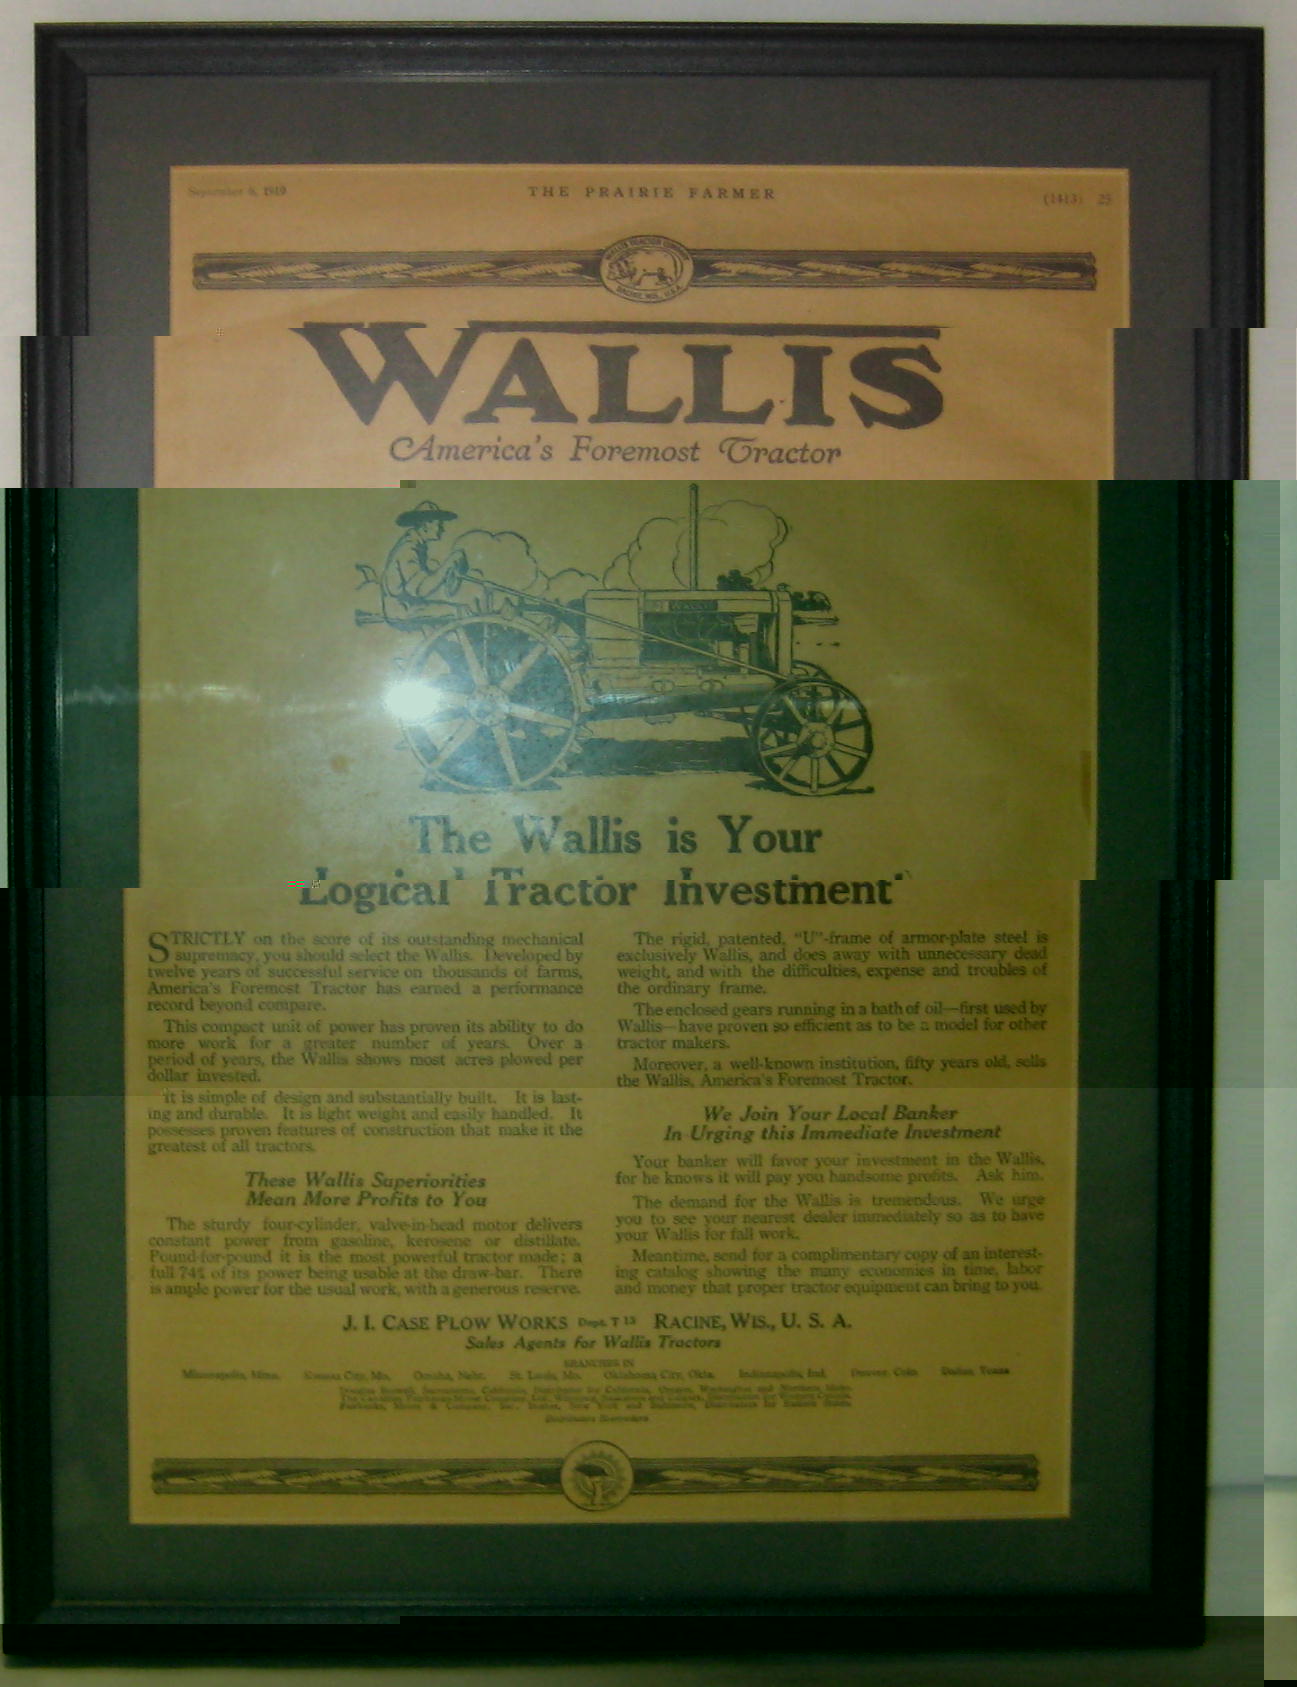 September 6, 1919 THE PRAIRIE FARMER (1413) 25
WALLIS TRACTOR COMPANY
RACINE, WIS., U.S.A.
WALLIS
America's Foremost Tractor
WALLIS
The Wallis is Your
Logical Tractor Investment
STRICTLY on the score of its outstanding mechanical
supremacy, you should select the Wallis. Developed by
twelve years of successful service on thousands of farms,
America's Foremost Tractor has earned a performance
record beyond compare.
This compact unit of power has proven its ability to do
more work for a greater number of years. Over a
period of years, the Wallis shows most acres plowed per
dollar invested.
It is simple of design and substantially built. It is last-
ing and durable. It is light weight and easily handled. It
possesses proven features of construction that make it the
greatest of all tractors.
These Wallis Superiorities
Mean More Profits to You
The sturdy four-cylinder, valve-in-head motor delivers
constant power from gasoline, kerosene or distillate.
Pound-for-pound it is the most powerful tractor made; a
full 74% of its power being usable at the draw-bar. There
is ample power for the usual work, with a generous reserve.
The rigid, patented, "U"-frame of armor-plate steel is
exclusively Wallis, and does away with unnecessary dead
weight, and with the difficulties, expense and troubles of
the ordinary frame.
The enclosed gears running in a bath of oil—first used by
Wallis—have proven so efficient as to be a model for other
tractor makers.
Moreover, a well-known institution, fifty years old, sells
the Wallis, America's Foremost Tractor.
We Join Your Local Banker
In Urging this Immediate Investment
Your banker will favor your investment in the Wallis,
for he knows it will pay you handsome profits. Ask him.
The demand for the Wallis is tremendous. We urge
you to see your nearest dealer immediately so as to have
your Wallis for fall work.
Meantime, send for a complimentary copy of an interest-
ing catalog showing the many economies in time, labor
and money that proper tractor equipment can bring to you.
J. I. CASE PLOW WORKS Dept. T 13 RACINE, WIS., U. S. A.
Sales Agents for Wallis Tractors
BRANCHES IN
Minneapolis, Minn. Kansas City, Mo. Omaha, Nebr. St. Louis, Mo. Oklahoma City, Okla. Indianapolis, Ind. Denver, Colo. Dallas, Texas
Distributors Everywhere